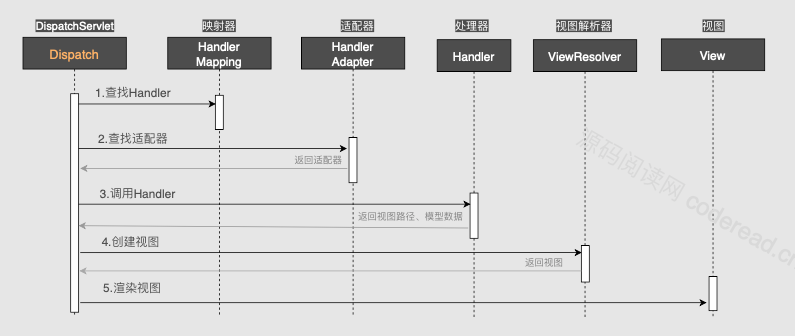 DispatchServlet 映射器 适配器 处理器 视图解析器 视图
Dispatch
Handler
Mapping
Handler
Adapter
Handler
ViewResolver
View
1.查找Handler
2.查找适配器
返回适配器
3.调用Handler
返回视图路径、模型数据
4.创建视图
返回视图
5.渲染视图
源码阅读网 coderead.cn